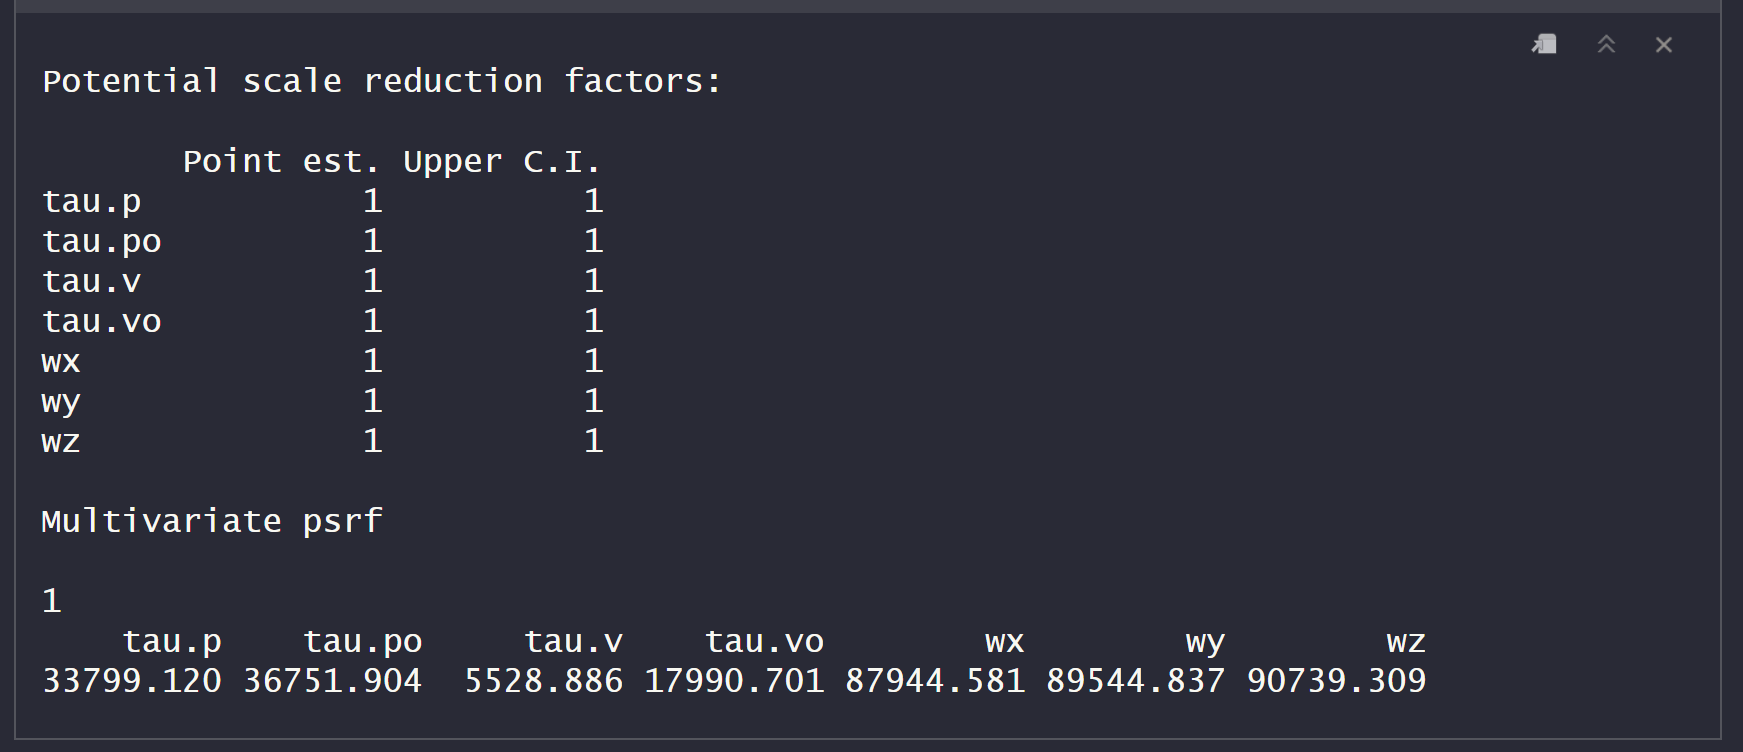 Potential scale reduction factors:
Point est. Upper C.I.
tau.p 1 1
tau.po 1 1
tau.v 1 1
tau.vo 1 1
wx 1 1
wy 1 1
wz 1 1
Multivariate psrf
1
tau.p tau.po tau.v tau.vo wx wy wz
33799.120 36751.904 5528.886 17990.701 87944.581 89544.837 90739.309